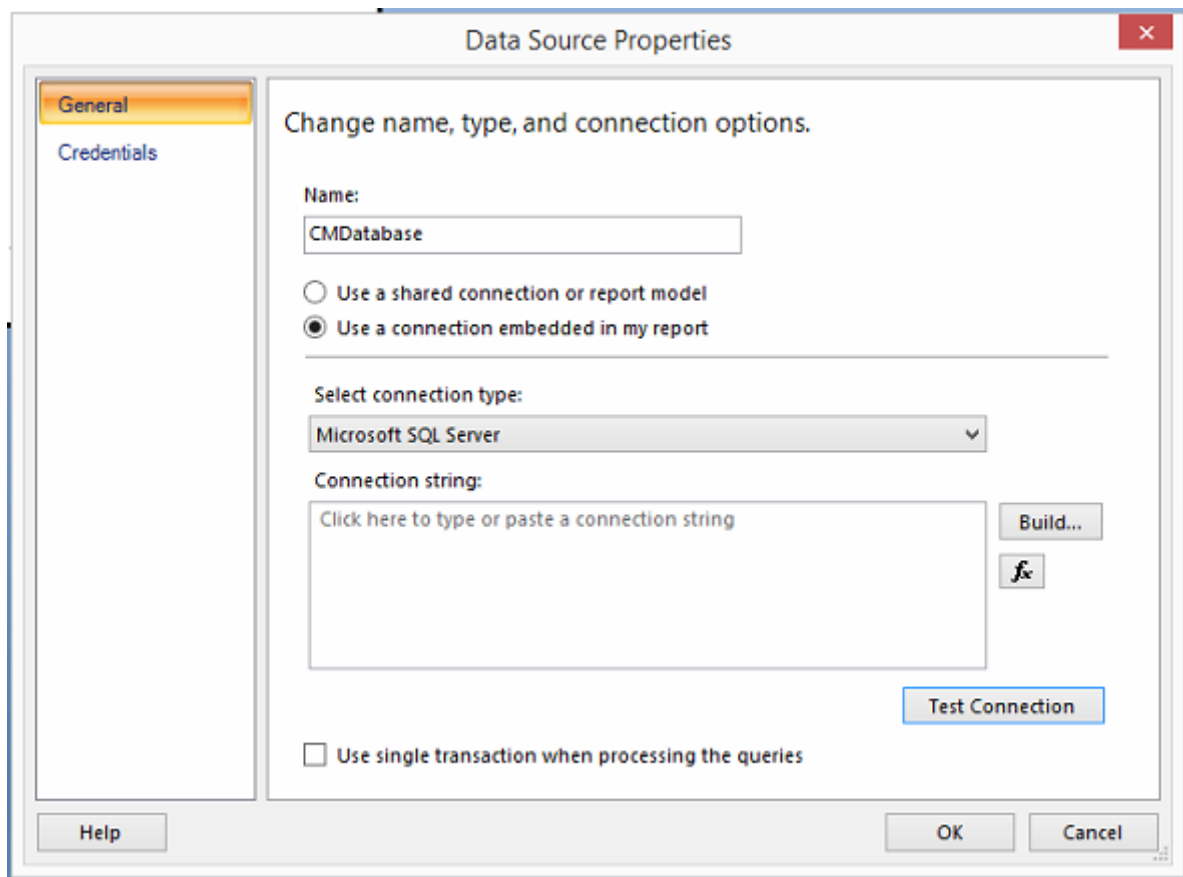 Data Source Properties
General
Credentials
Change name, type, and connection options.
Name:
CMDatabase
Use a shared connection or report model
Use a connection embedded in my report
Select connection type:
Microsoft SQL Server
Connection string:
Click here to type or paste a connection string
Build...
fx
Test Connection
Use single transaction when processing the queries
Help
OK
Cancel